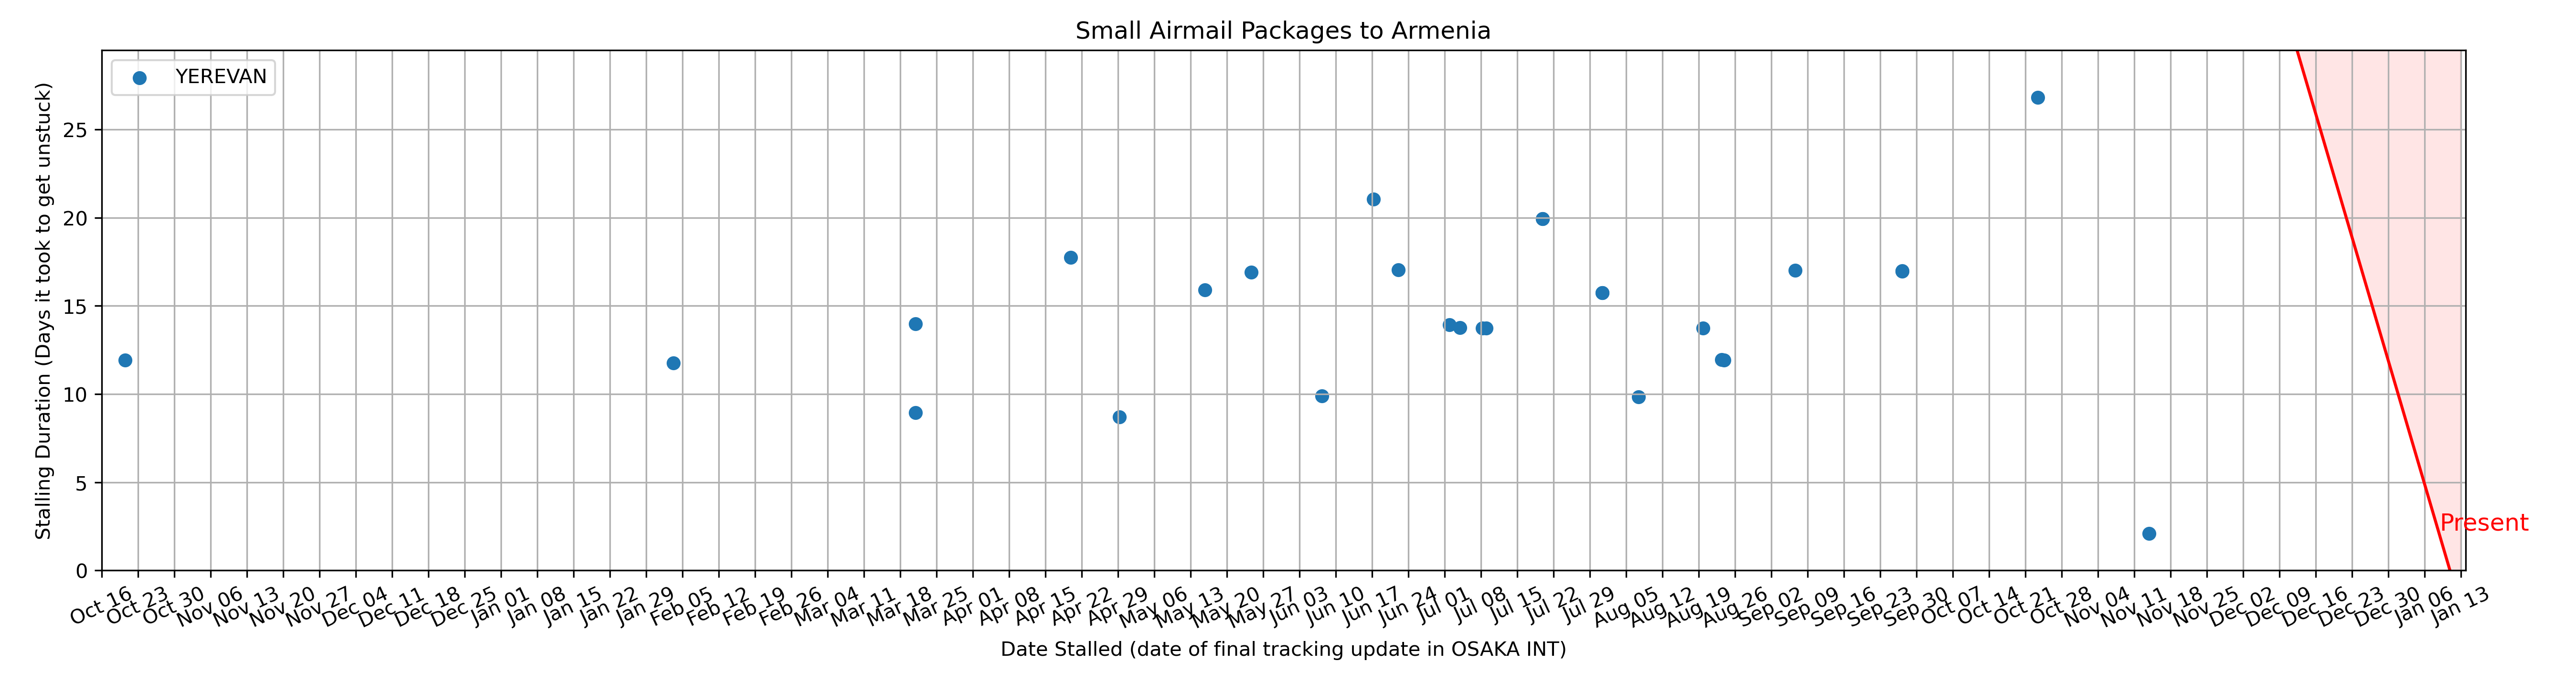 Small Airmail Packages to Armenia
YEREVAN
Stalling Duration (Days it took to get unstuck)
25
20
15
10
5
0
Present
Oct 16 Oct 23 Oct 30 Nov 06 Nov 13 Nov 20 Nov 27 Dec 04 Dec 11 Dec 18 Dec 25 Jan 01 Jan 08 Jan 15 Jan 22 Jan 29 Feb 05 Feb 12 Feb 19 Feb 26 Mar 04 Mar 11 Mar 18 Mar 25 Apr 01 Apr 08 Apr 15 Apr 22 Apr 29 May 06 May 13 May 20 May 27 Jun 03 Jun 10 Jun 17 Jun 24 Jul 01 Jul 08 Jul 15 Jul 22 Jul 29 Aug 05 Aug 12 Aug 19 Aug 26 Sep 02 Sep 09 Sep 16 Sep 23 Sep 30 Oct 07 Oct 14 Oct 21 Oct 28 Nov 04 Nov 11 Nov 18 Nov 25 Dec 02 Dec 09 Dec 16 Dec 23 Dec 30 Jan 06 Jan 13
Date Stalled (date of final tracking update in OSAKA INT)